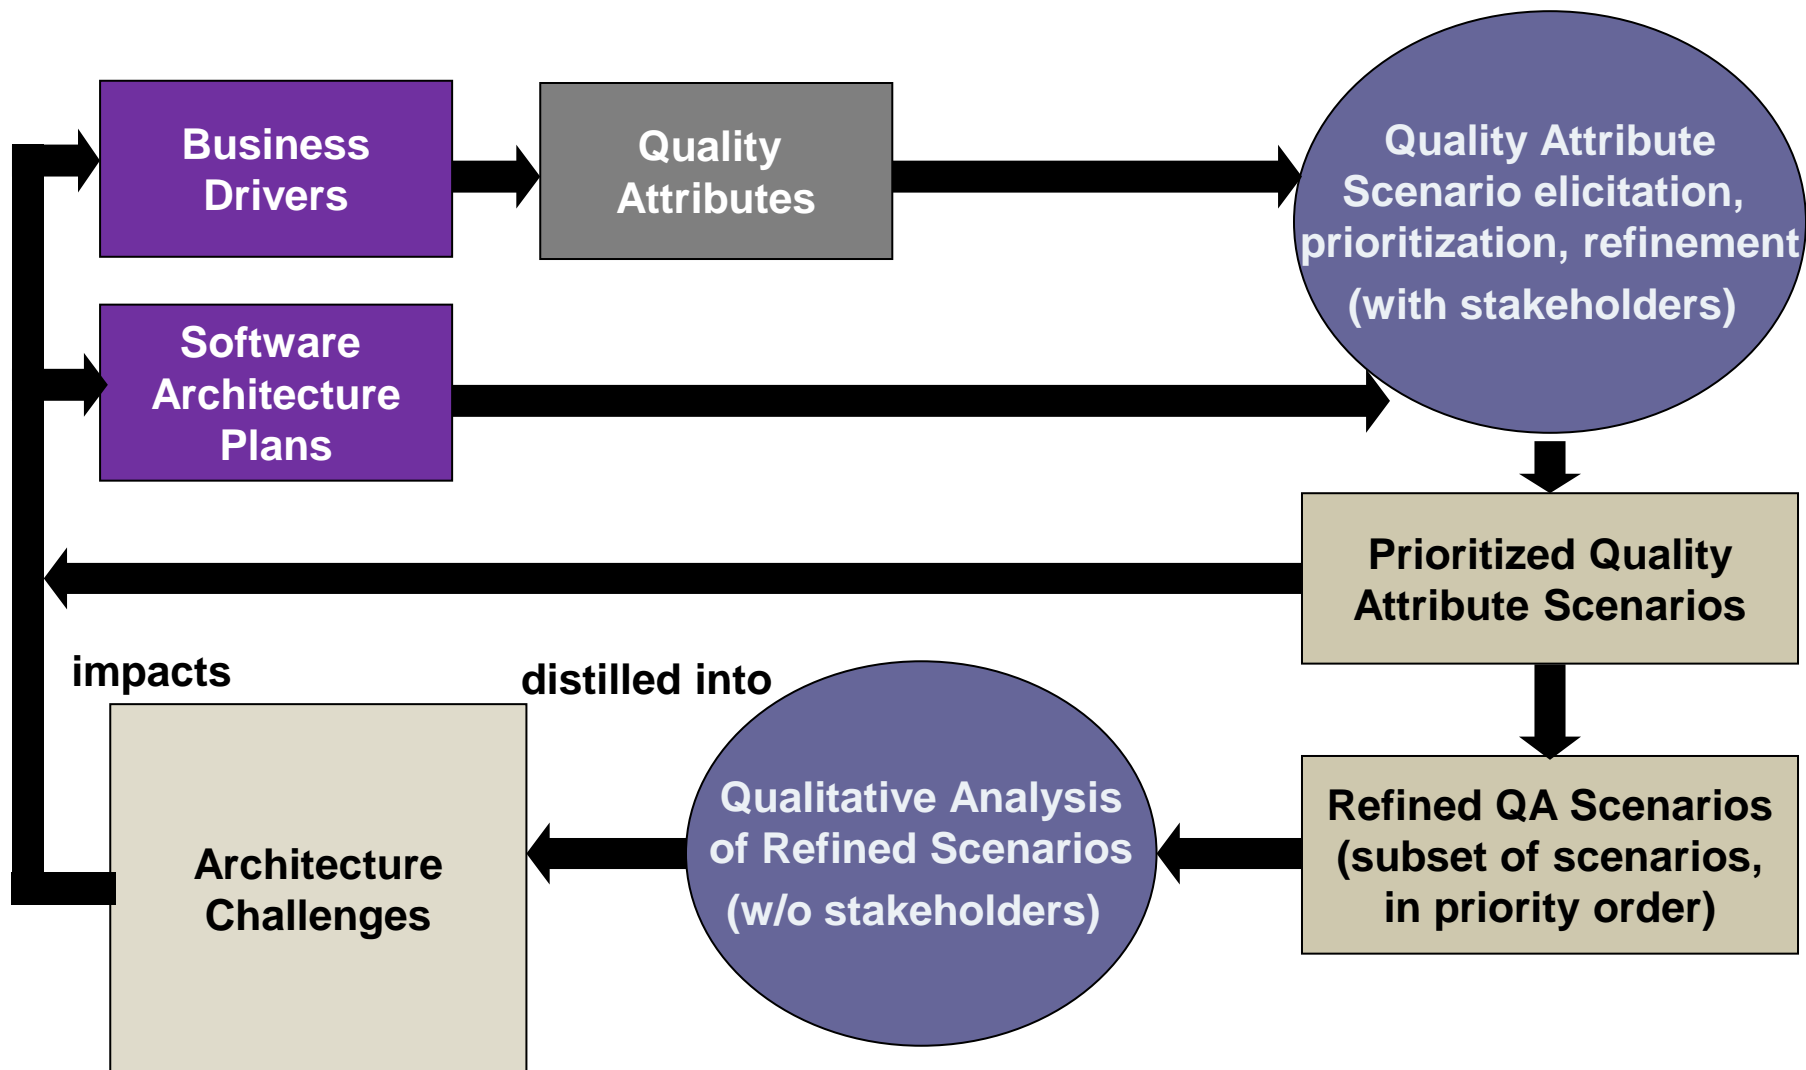 Business
Drivers
Quality
Attributes
Quality Attribute
Scenario elicitation,
prioritization, refinement
(with stakeholders)
Software
Architecture
Plans
Prioritized Quality
Attribute Scenarios
impacts
distilled into
Architecture
Challenges
Qualitative Analysis
of Refined Scenarios
(w/o stakeholders)
Refined QA Scenarios
(subset of scenarios,
in priority order)